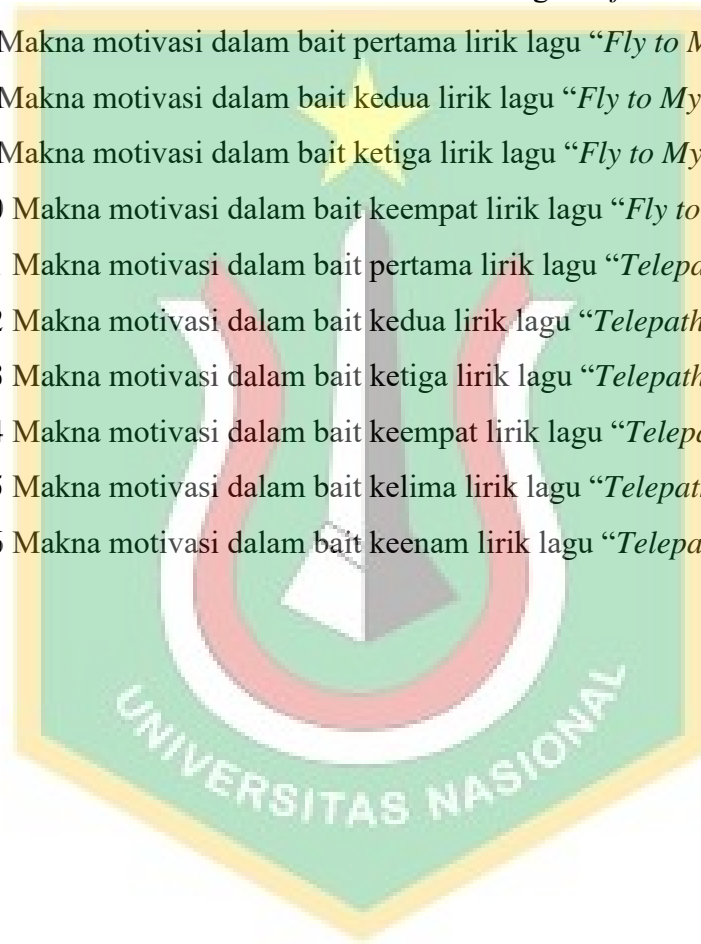 Makna motivasi dalam bait pertama lirik lagu “Fly to
Makna motivasi dalam bait kedua lirik lagu “Fly to My
Makna motivasi dalam bait ketiga lirik lagu “Fly to My
Makna motivasi dalam bait keempat lirik lagu “Fly to
Makna motivasi dalam bait pertama lirik lagu “Telepa
2 Makna motivasi dalam bait kedua lirik lagu “Telepath
Makna motivasi dalam bait ketiga lirik lagu “Telepath
Makna motivasi dalam bait keempat lirik lagu “Telepa
Makna motivasi dalam bait kelima lirik lagu “Telepat
Makna motivasi dalam bait keenam lirik lagu “Telepa
UNIVERSITAS NASIONAL